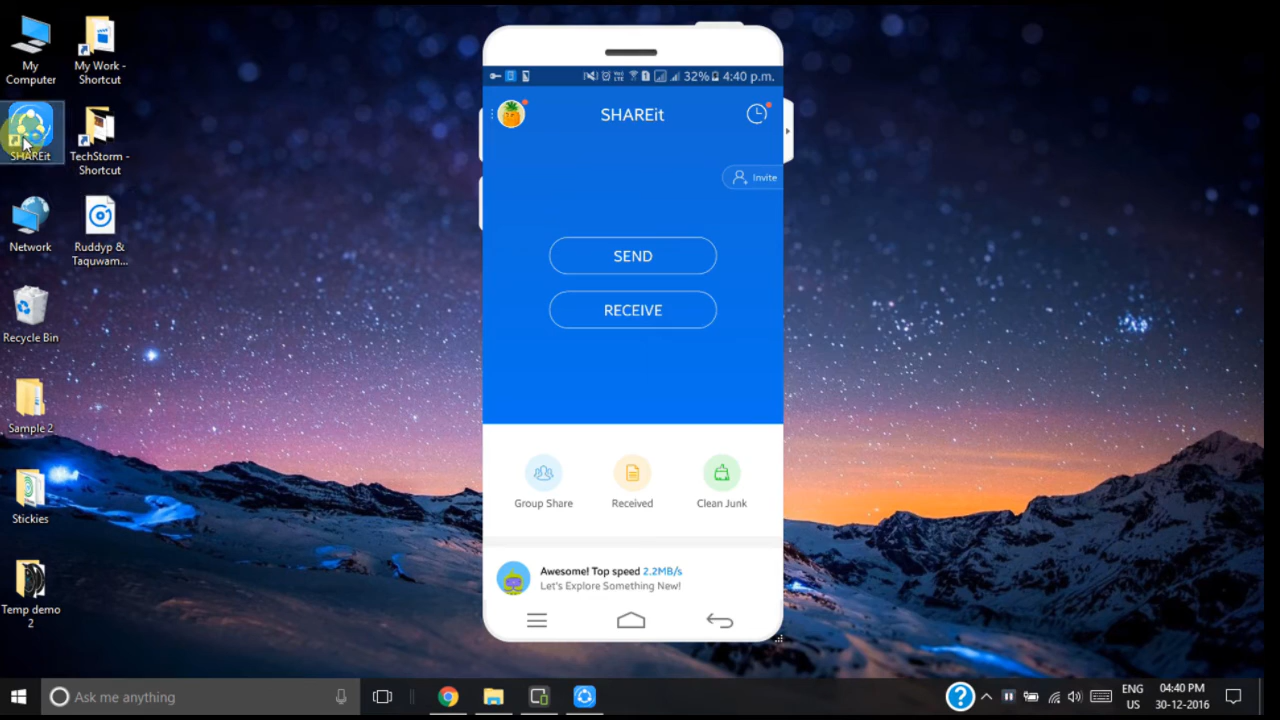 My
Computer
My Work -
Shortcut
SHAREit
TechStorm -
Shortcut
Network
Ruddyp &
Taquwam...
Recycle Bin
Sample 2
Stickies
Temp demo
2
32% 4:40 p.m.
SHAREit
Invite
SEND
RECEIVE
Group Share
Received
Clean Junk
Awesome! Top speed 2.2MB/s
Let's Explore Something New!
Ask me anything
ENG
US
04:40 PM
30-12-2016